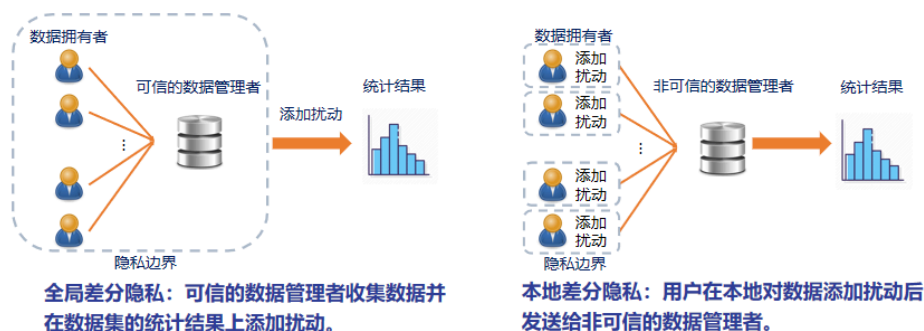 数据拥有者
可信的数据管理者
添加扰动
统计结果
...
隐私边界
全局差分隐私：可信的数据管理者收集数据并
在数据集的统计结果上添加扰动。
数据拥有者
添加
扰动
添加
扰动
添加
扰动
添加
扰动
非可信的数据管理者
统计结果
...
隐私边界
本地差分隐私：用户在本地对数据添加扰动后
发送给非可信的数据管理者。